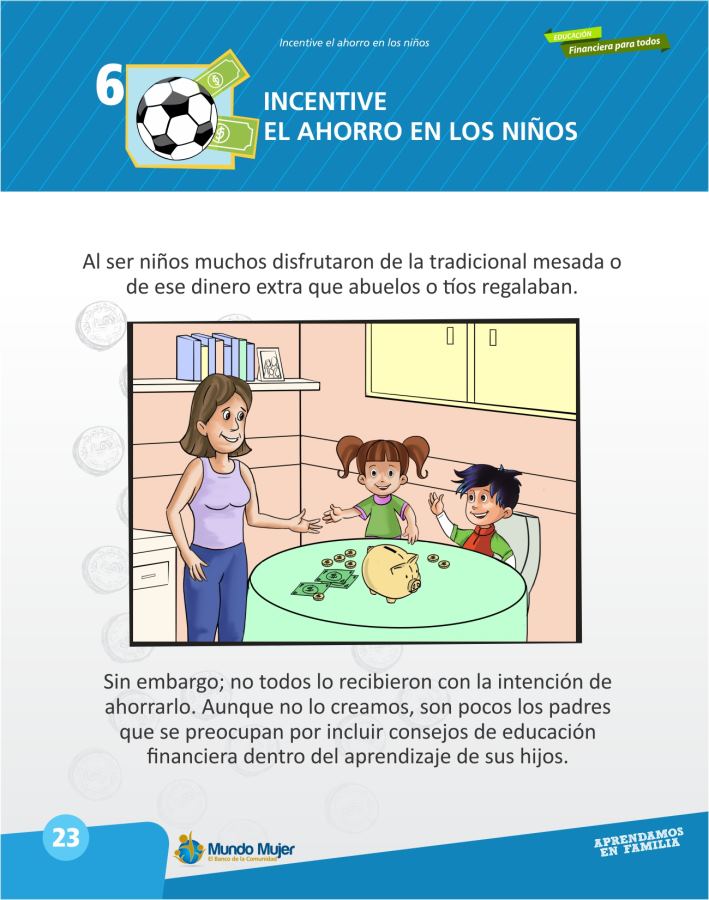 Incentive el ahorro en los niños
EDUCACIÓN
Financiera para todos
6
INCENTIVE
EL AHORRO EN LOS NIÑOS
Al ser niños muchos disfrutaron de la tradicional mesada o
de ese dinero extra que abuelos o tíos regalaban.
Sin embargo; no todos lo recibieron con la intención de
ahorrarlo. Aunque no lo creamos, son pocos los padres
que se preocupan por incluir consejos de educación
financiera dentro del aprendizaje de sus hijos.
23
Mundo Mujer
El Banco de la Comunidad
APRENDAMOS
EN FAMILIA